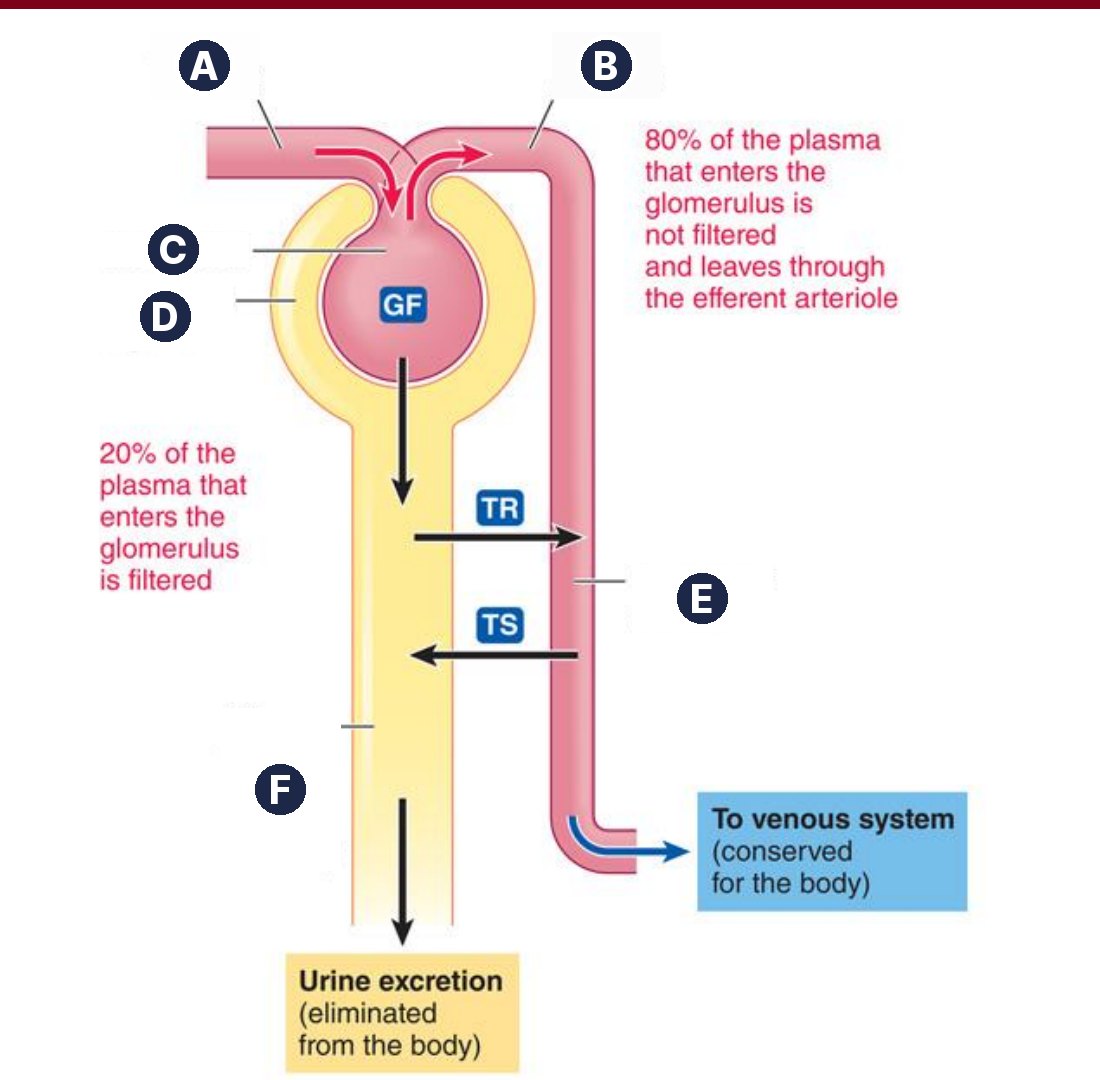 A
B
80% of the plasma
that enters the
glomerulus is
not filtered
and leaves through
the efferent arteriole
C
D
GF
20% of the
plasma that
enters the
glomerulus
is filtered
TR
E
TS
F
To venous system
(conserved
for the body)
Urine excretion
(eliminated
from the body)